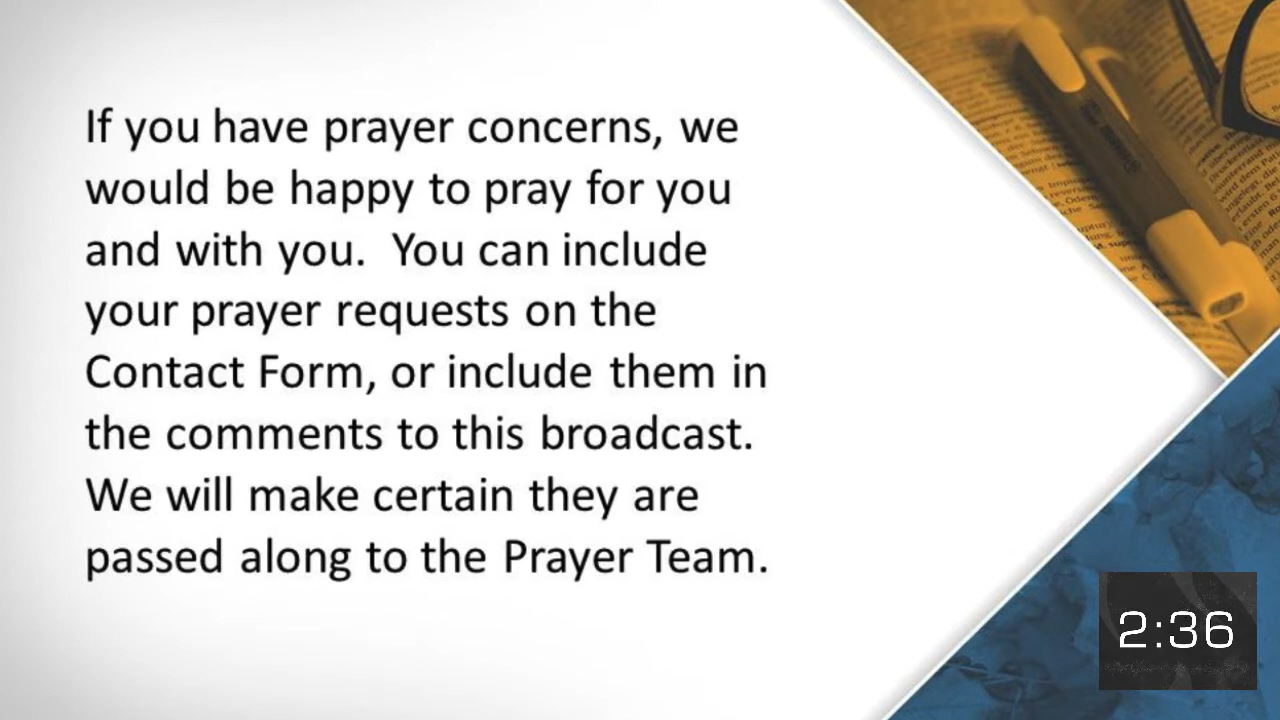 If you have prayer concerns, we
would be happy to pray for you
and with you.  You can include
your prayer requests on the
Contact Form, or include them in
the comments to this broadcast.
We will make certain they are
passed along to the Prayer Team.
2:36